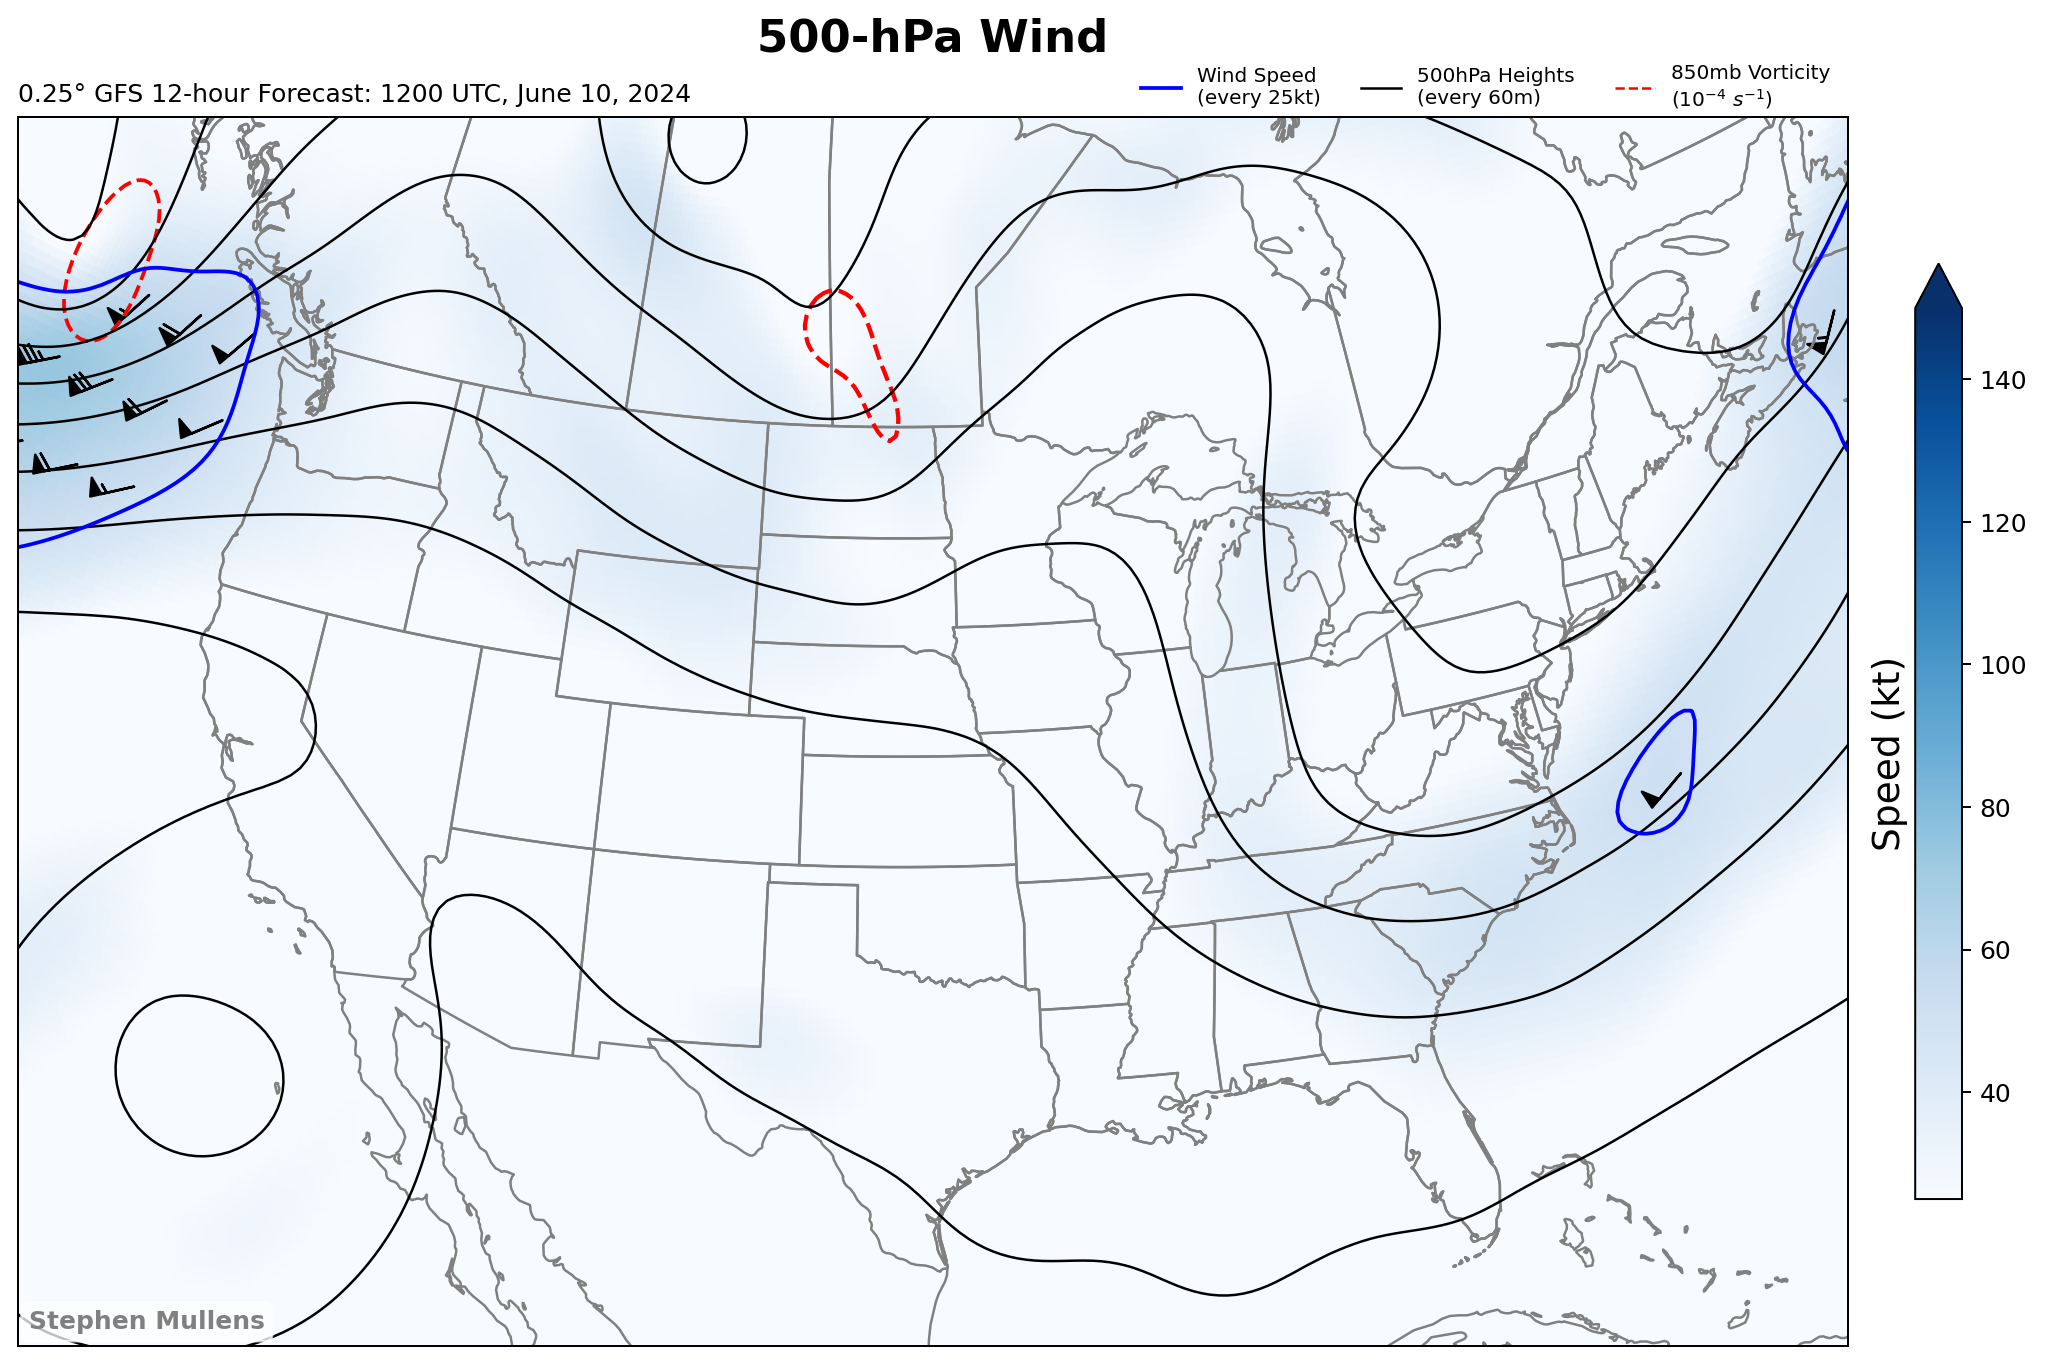 500-hPa Wind
0.25° GFS 12-hour Forecast: 1200 UTC, June 10, 2024
Wind Speed
(every 25kt)
500hPa Heights
(every 60m)
850mb Vorticity
(10⁻⁴ s⁻¹)
140
120
100
80
60
40
Speed (kt)
Stephen Mullens